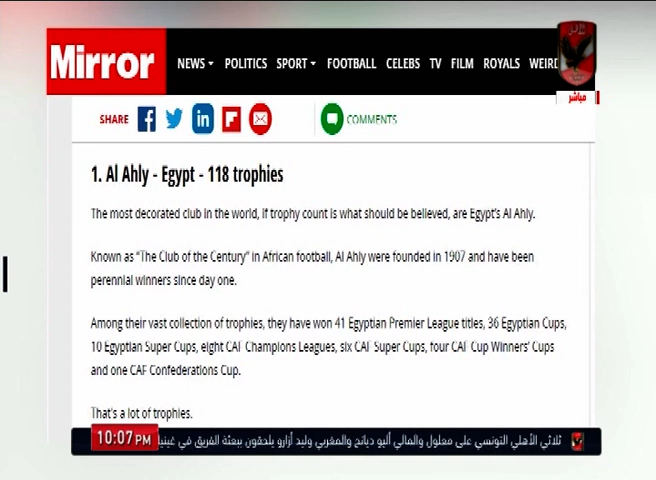 Mirror
NEWS POLITICS SPORT FOOTBALL CELEBS TV FILM ROYALS WEIRD
مباشر
SHARE
COMMENTS
1. Al Ahly - Egypt - 118 trophies
The most decorated club in the world, if trophy count is what should be believed, are Egypt's Al Ahly.
Known as "The Club of the Century" in African football, Al Ahly were founded in 1907 and have been
perennial winners since day one.
Among their vast collection of trophies, they have won 41 Egyptian Premier League titles, 36 Egyptian Cups,
10 Egyptian Super Cups, eight CAF Champions Leagues, six CAF Super Cups, four CAF Cup Winners' Cups
and one CAF Confederations Cup.
That's a lot of trophies.
10:07 PM
ثلاثي الأهلي التونسي على معلول والمالي أليو ديانج والمغربي وليد أزارو يلحقون ببعثة الفريق في غينيا